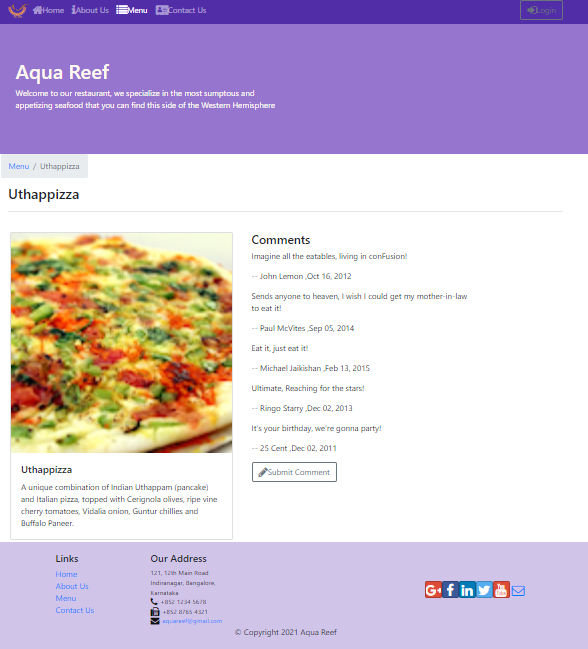 Home About Us Menu Contact Us Login
Aqua Reef
Welcome to our restaurant, we specialize in the most sumptous and
appetizing seafood that you can find this side of the Western Hemisphere
Menu / Uthappizza
Uthappizza
Comments
Imagine all the eatables, living in conFusion!
-- John Lemon ,Oct 16, 2012
Sends anyone to heaven, I wish I could get my mother-in-law
to eat it!
-- Paul McVites ,Sep 05, 2014
Eat it, just eat it!
-- Michael Jaikishan ,Feb 13, 2015
Ultimate, Reaching for the stars!
-- Ringo Starry ,Dec 02, 2013
It's your birthday, we're gonna party!
-- 25 Cent ,Dec 02, 2011
Submit Comment
Uthappizza
A unique combination of Indian Uthappam (pancake)
and Italian pizza, topped with Cerignola olives, ripe vine
cherry tomatoes, Vidalia onion, Guntur chillies and
Buffalo Paneer.
Links
Home
About Us
Menu
Contact Us
Our Address
121, 12th Main Road
Indiranagar, Bangalore,
Karnataka
+852 1234 5678
+852 8765 4321
aquareef@gmail.com
G+ f in You Tube
© Copyright 2021 Aqua Reef